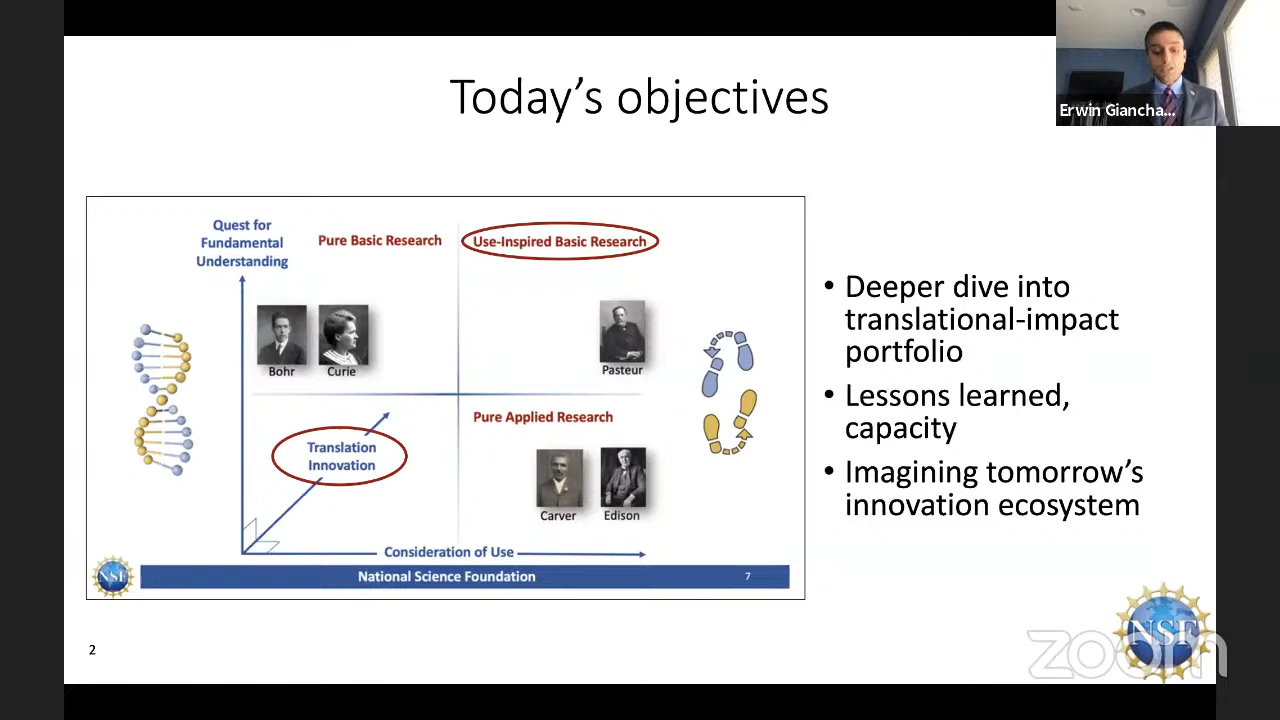 Today's objectives
Erwin Giancha...
Quest for
Fundamental
Understanding
Pure Basic Research
Use-Inspired Basic Research
Bohr
Curie
Pasteur
Translation
Innovation
Pure Applied Research
Carver
Edison
Consideration of Use
NSF
National Science Foundation
7
• Deeper dive into
translational-impact
portfolio
• Lessons learned,
capacity
• Imagining tomorrow's
innovation ecosystem
2
NSF
zoom